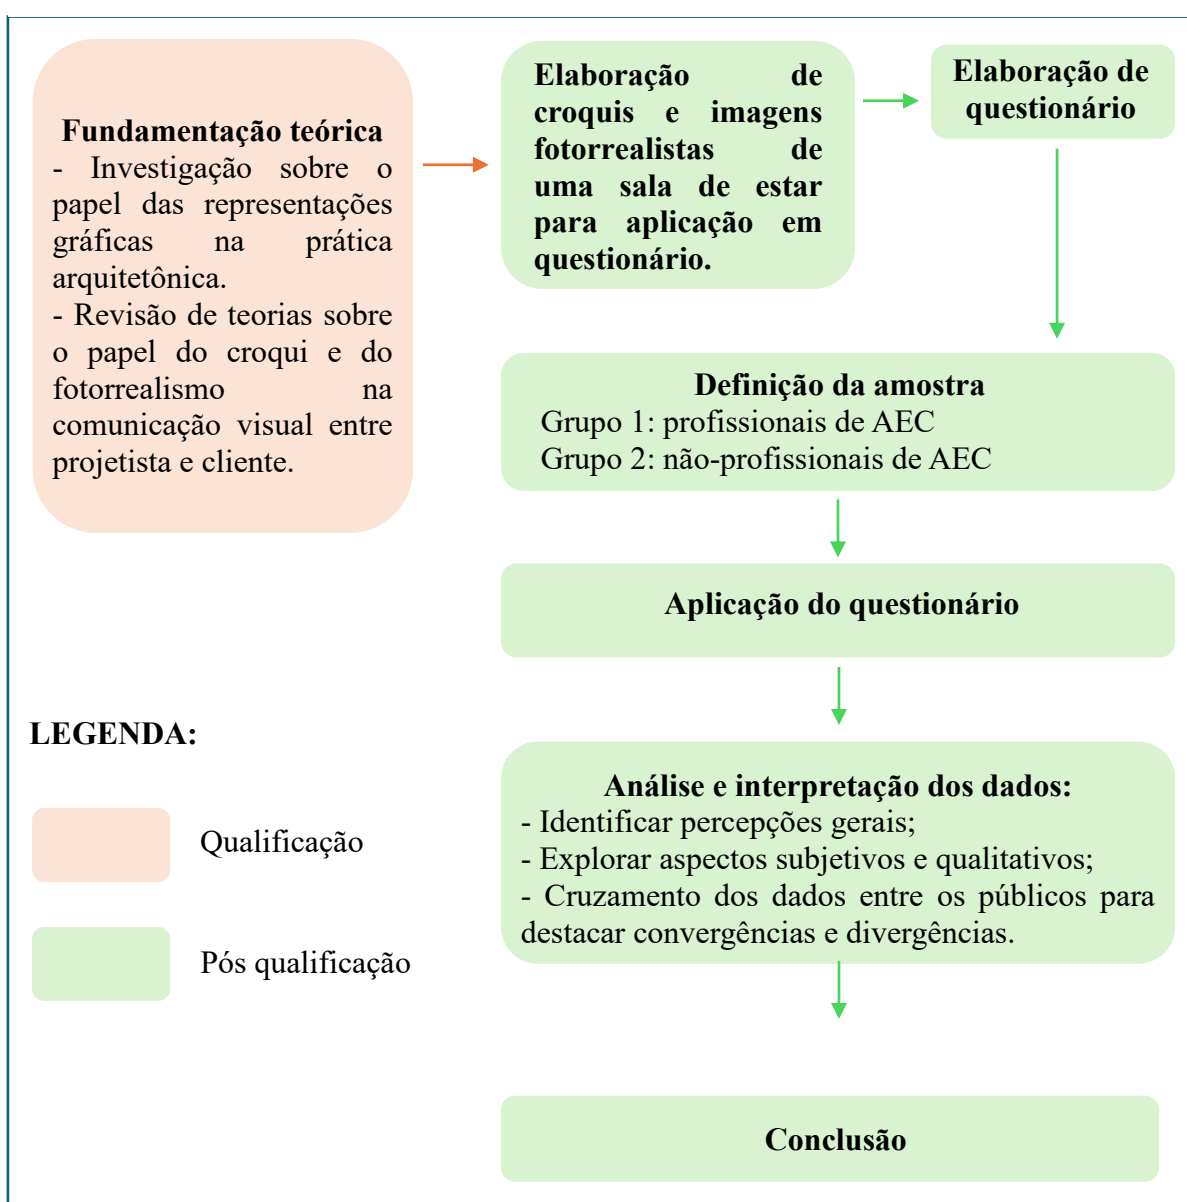 Fundamentação teórica
- Investigação sobre o
papel das representações
gráficas na prática
arquitetônica.
- Revisão de teorias sobre
o papel do croqui e do
fotorrealismo na
comunicação visual entre
projetista e cliente.
Elaboração de
croquis e imagens
fotorrealistas de
uma sala de estar
para aplicação em
questionário.
Elaboração de
questionário
Definição da amostra
Grupo 1: profissionais de AEC
Grupo 2: não-profissionais de AEC
Aplicação do questionário
Análise e interpretação dos dados:
- Identificar percepções gerais;
- Explorar aspectos subjetivos e qualitativos;
- Cruzamento dos dados entre os públicos para
destacar convergências e divergências.
Conclusão
LEGENDA:
Qualificação
Pós qualificação